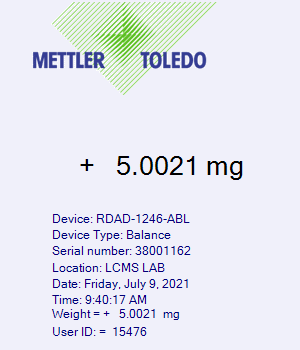 METTLER TOLEDO
+ 5.0021 mg
Device: RDAD-1246-ABL
Device Type: Balance
Serial number: 38001162
Location: LCMS LAB
Date: Friday, July 9, 2021
Time: 9:40:17 AM
Weight = + 5.0021 mg
User ID: = 15476